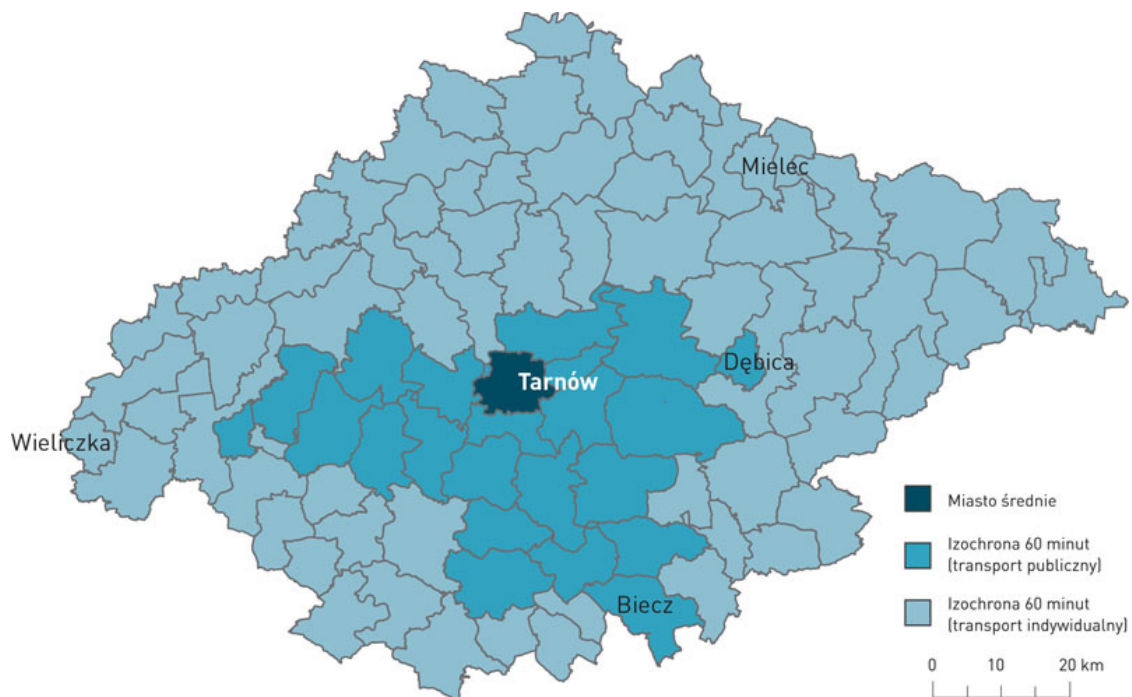 Mielec
Dębica
Tarnów
Wieliczka
Biecz
Miasto średnie
Izochrona 60 minut
(transport publiczny)
Izochrona 60 minut
(transport indywidualny)
0 10 20 km